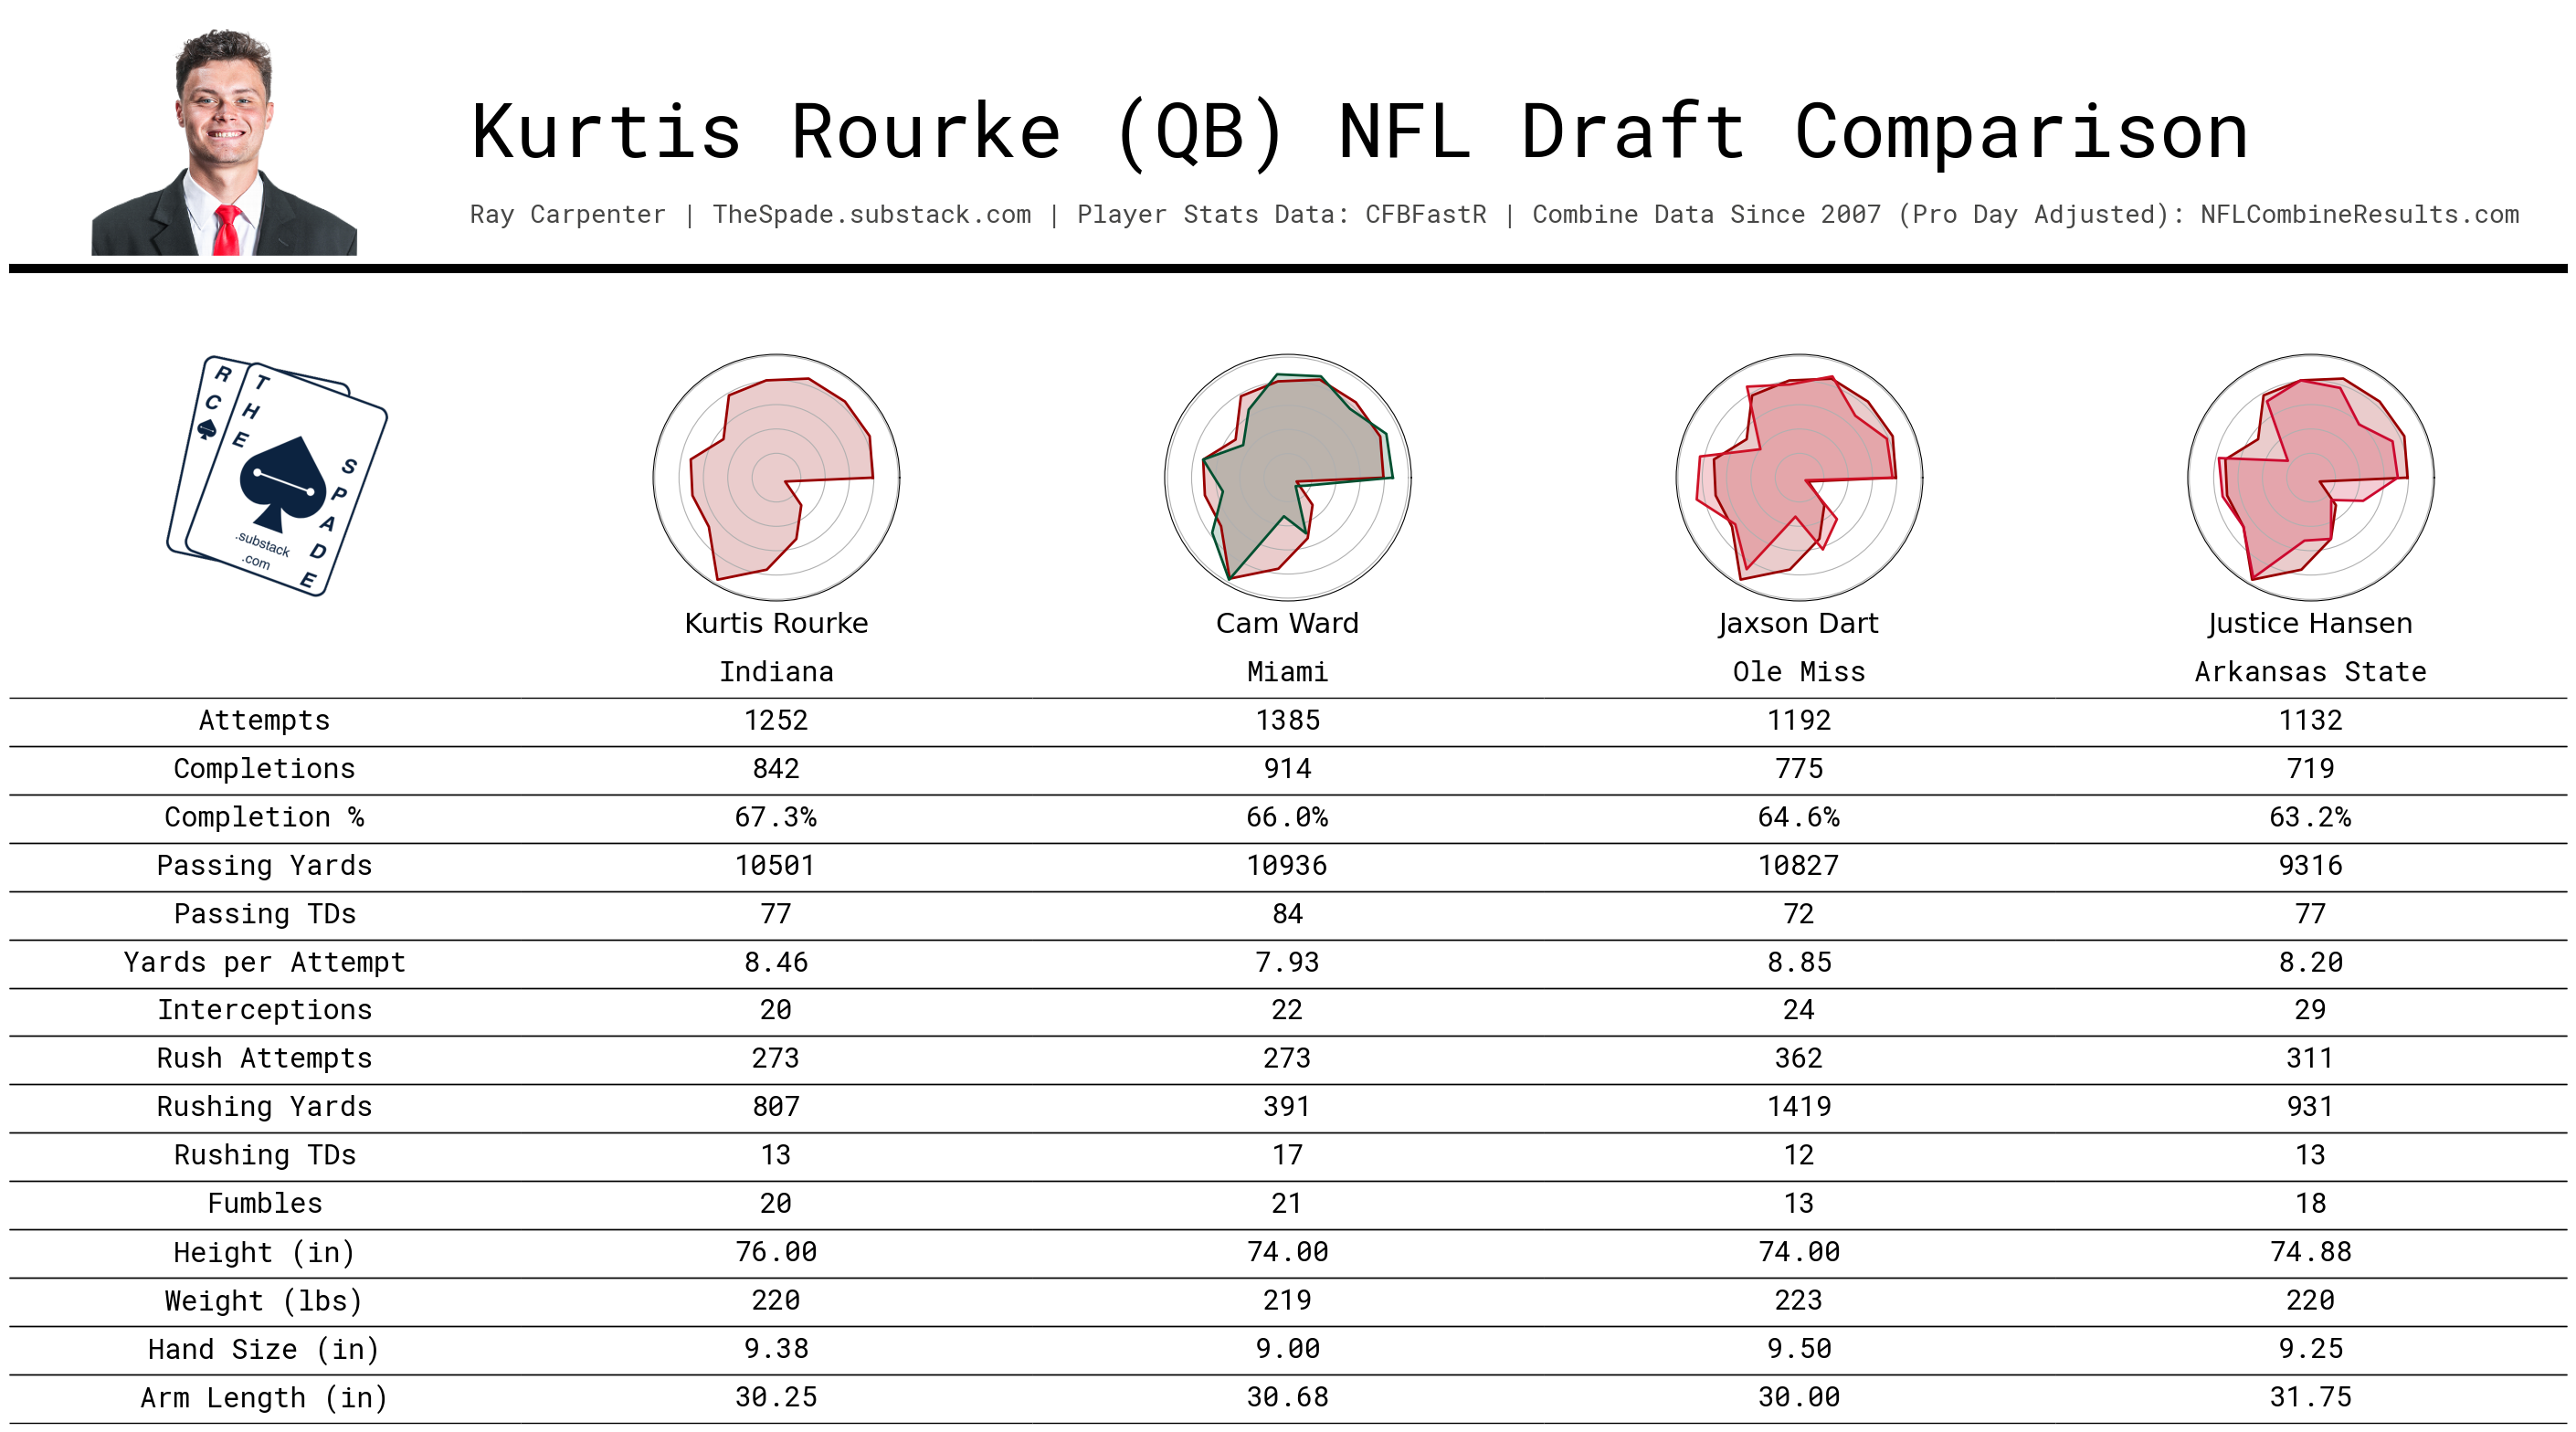 Kurtis Rourke (QB) NFL Draft Comparison
Ray Carpenter | TheSpade.substack.com | Player Stats Data: CFBFastR | Combine Data Since 2007 (Pro Day Adjusted): NFLCombineResults.com
RC
THE
SPADE
.substack
.com
Kurtis Rourke Cam Ward Jaxson Dart Justice Hansen
Indiana Miami Ole Miss Arkansas State
Attempts 1252 1385 1192 1132
Completions 842 914 775 719
Completion % 67.3% 66.0% 64.6% 63.2%
Passing Yards 10501 10936 10827 9316
Passing TDs 77 84 72 77
Yards per Attempt 8.46 7.93 8.85 8.20
Interceptions 20 22 24 29
Rush Attempts 273 273 362 311
Rushing Yards 807 391 1419 931
Rushing TDs 13 17 12 13
Fumbles 20 21 13 18
Height (in) 76.00 74.00 74.00 74.88
Weight (lbs) 220 219 223 220
Hand Size (in) 9.38 9.00 9.50 9.25
Arm Length (in) 30.25 30.68 30.00 31.75